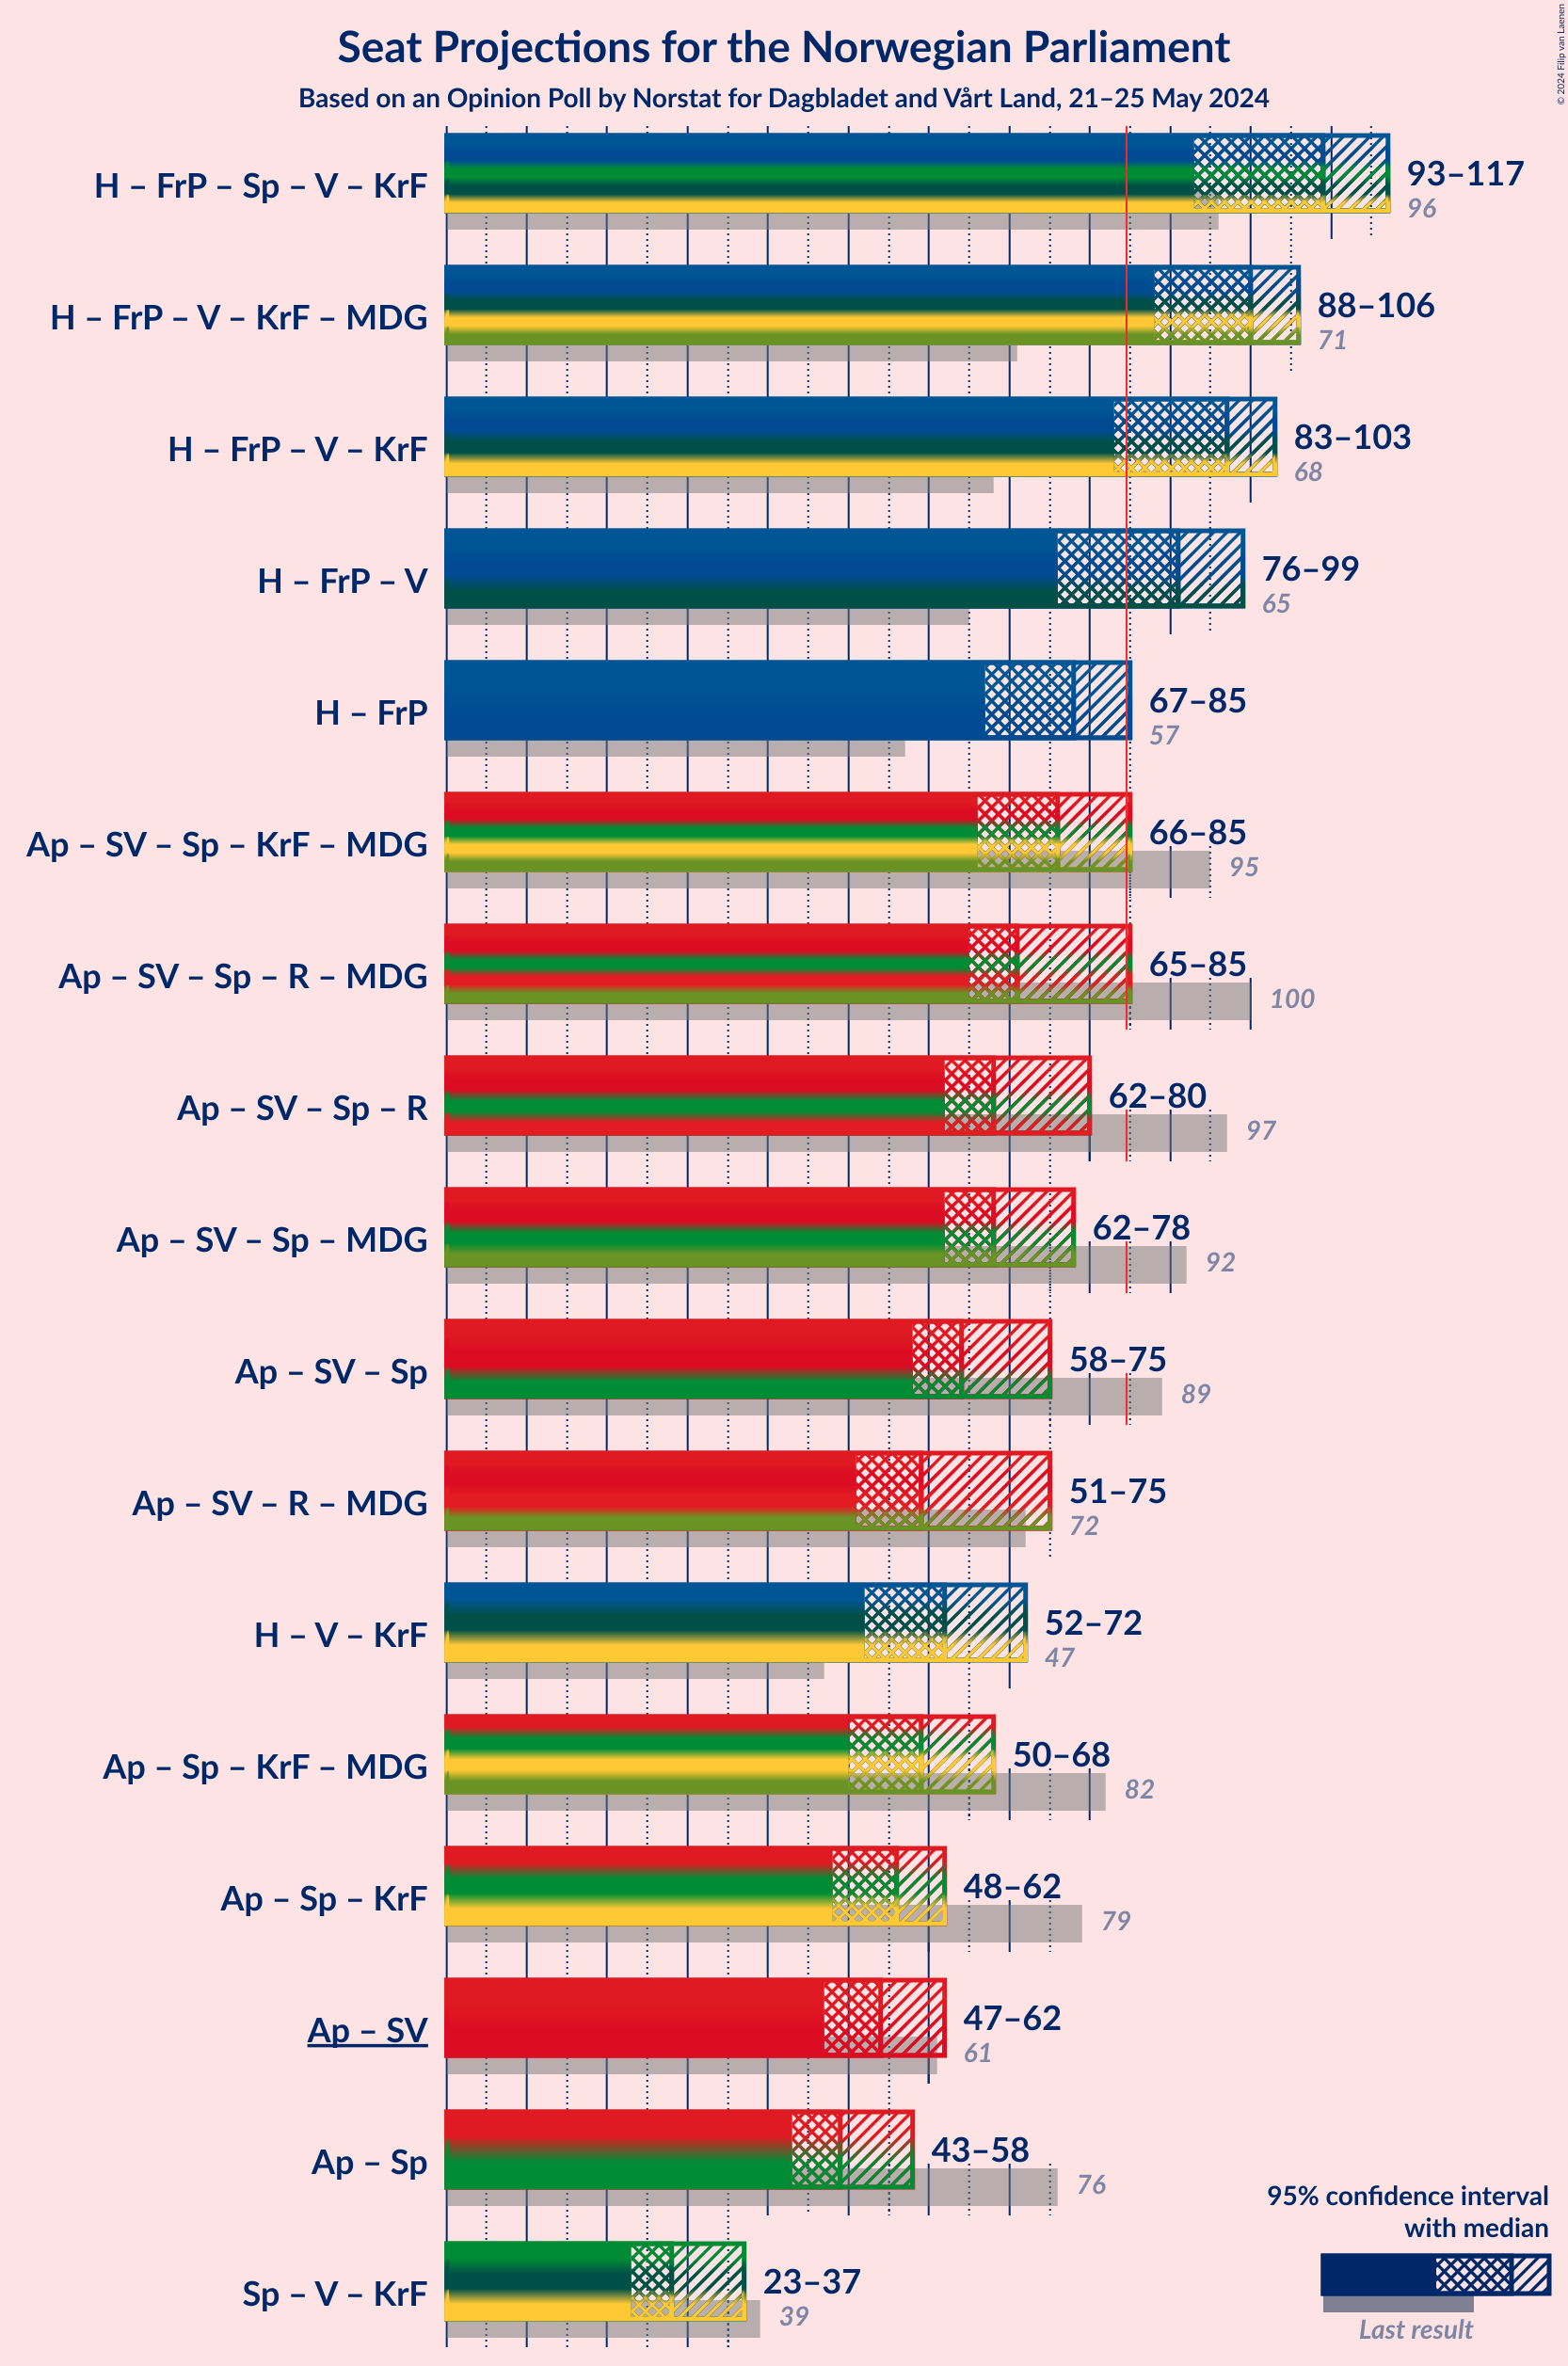 Seat Projections for the Norwegian Parliament
Based on an Opinion Poll by Norstat for Dagbladet and Vårt Land, 21–25 May 2024
© 2024 Filip van Laenen
H – FrP – Sp – V – KrF
93–117
96
H – FrP – V – KrF – MDG
88–106
71
H – FrP – V – KrF
83–103
68
H – FrP – V
76–99
65
H – FrP
67–85
57
Ap – SV – Sp – KrF – MDG
66–85
95
Ap – SV – Sp – R – MDG
65–85
100
Ap – SV – Sp – R
62–80
97
Ap – SV – Sp – MDG
62–78
92
Ap – SV – Sp
58–75
89
Ap – SV – R – MDG
51–75
72
H – V – KrF
52–72
47
Ap – Sp – KrF – MDG
50–68
82
Ap – Sp – KrF
48–62
79
Ap – SV
47–62
61
Ap – Sp
43–58
76
Sp – V – KrF
23–37
39
95% confidence interval
with median
Last result